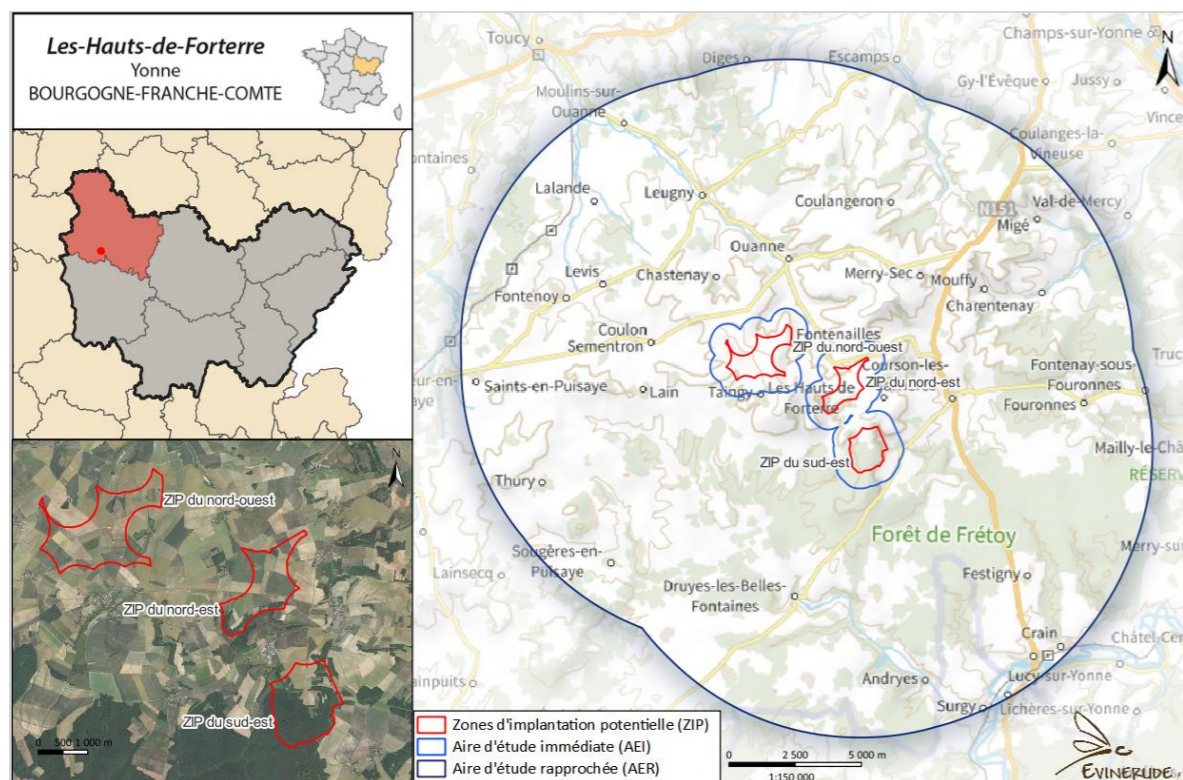 Les-Hauts-de-Forterre
Yonne
BOURGOGNE-FRANCHE-COMTE
N
ZIP du nord-ouest
ZIP du nord-est
ZIP du sud-est
0 500 1 000 m
N
Toucy
Diges
Escamps
Champs-sur-Yonne
Gy-l'Évêque
Jussy
Moulins-sur-
Ouanne
Coulanges-la-
Vineuse
Lalande
Leugny
Coulangeron
N151
Val-de-Mercy
Migé
Ouanne
Levis
Chastenay
Merry-Sec
Mouffy
Charentenay
Fontenoy
Coulon
Sementron
Fontenailles
ZIP du nord-ouest
Fontenay-sous-
Fouronnes
Saints-en-Puisaye
Lain
Taingy
Les Hauts de
Forterre
Courson-les-
ZIP du nord-est
Fouronnes
ZIP du sud-est
Thury
Forêt de Frétoy
Sougères-en-
Puisaye
Lainsecq
Druyes-les-Belles-
Fontaines
Festigny
Crain
Andryes
Lucy-sur-Yonne
Surgy
Lichères-sur-Yonne
Zones d'implantation potentielle (ZIP)
Aire d'étude immédiate (AEI)
Aire d'étude rapprochée (AER)
0 2 500 5 000 m
1:150 000